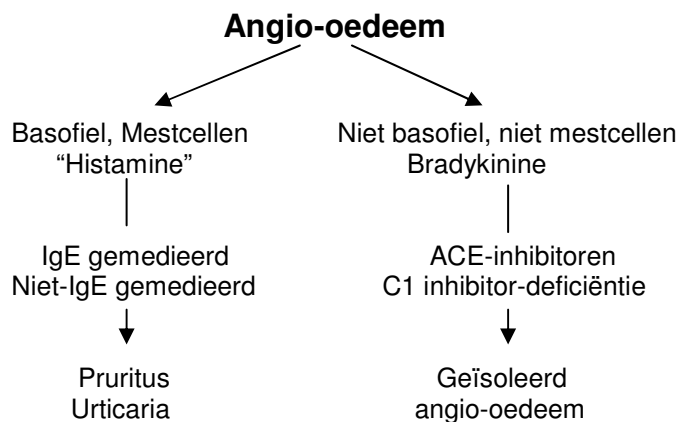 Angio-oedeem
Basofiel, Mestcellen
“Histamine”
IgE gemedieerd
Niet-IgE gemedieerd
Pruritus
Urticaria
Niet basofiel, niet mestcellen
Bradykinine
ACE-inhibitoren
C1 inhibitor-deficiëntie
Geïsoleerd
angio-oedeem